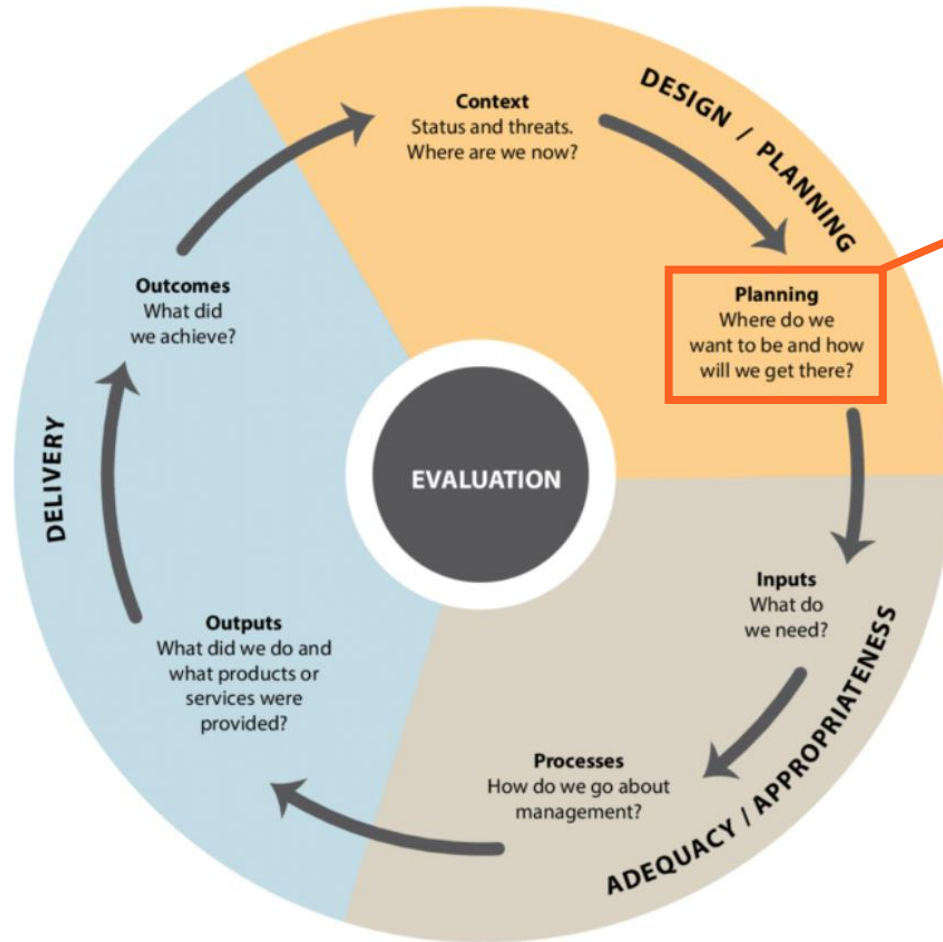 DESIGN / PLANNING
Context
Status and threats.
Where are we now?
Planning
Where do we
want to be and how
will we get there?
Inputs
What do
we need?
ADEQUACY / APPROPRIATENESS
Processes
How do we go about
management?
Outputs
What did we do and
what products or
services were
provided?
DELIVERY
Outcomes
What did
we achieve?
EVALUATION